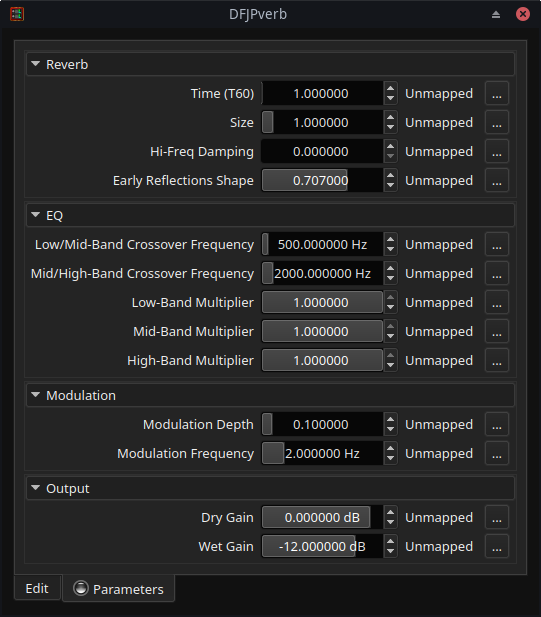 DFJPverb
Reverb
Time (T60) 1.000000 Unmapped ...
Size 1.000000 Unmapped ...
Hi-Freq Damping 0.000000 Unmapped ...
Early Reflections Shape 0.707000 Unmapped ...
EQ
Low/Mid-Band Crossover Frequency 500.000000 Hz Unmapped ...
Mid/High-Band Crossover Frequency 2000.000000 Hz Unmapped ...
Low-Band Multiplier 1.000000 Unmapped ...
Mid-Band Multiplier 1.000000 Unmapped ...
High-Band Multiplier 1.000000 Unmapped ...
Modulation
Modulation Depth 0.100000 Unmapped ...
Modulation Frequency 2.000000 Hz Unmapped ...
Output
Dry Gain 0.000000 dB Unmapped ...
Wet Gain -12.000000 dB Unmapped ...
Edit Parameters